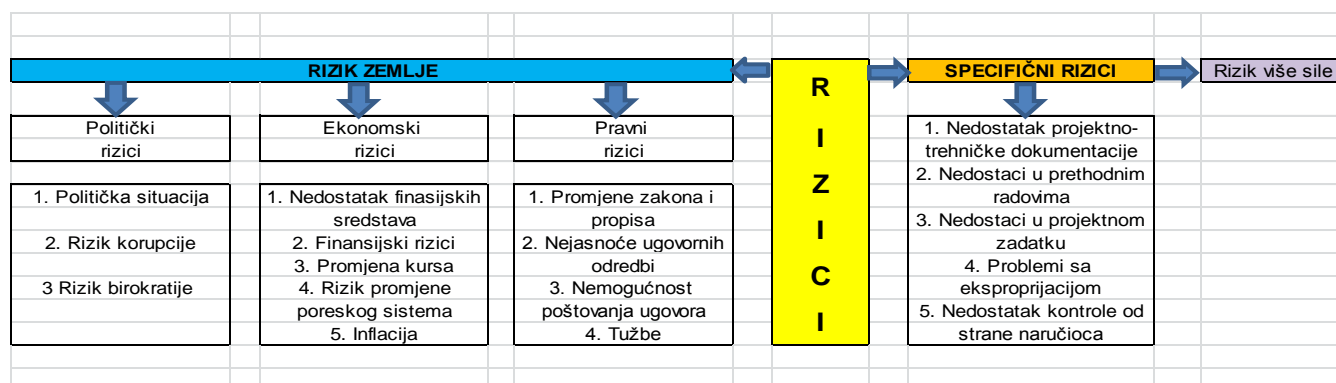 RIZIK ZEMLJE
Politički
rizici
1. Politička situacija
2. Rizik korupcije
3 Rizik birokratije
Ekonomski
rizici
1. Nedostatak finasijskih
sredstava
2. Finansijski rizici
3. Promjena kursa
4. Rizik promjene
poreskog sistema
5. Inflacija
Pravni
rizici
1. Promjene zakona i
propisa
2. Nejasnoće ugovornih
odredbi
3. Nemogućnost
poštovanja ugovora
4. Tužbe
R
I
Z
I
C
I
SPECIFIČNI RIZICI
1. Nedostatak projektno-
trehničke dokumentacije
2. Nedostaci u prethodnim
radovima
3. Nedostaci u projektnom
zadatku
4. Problemi sa
eksproprijacijom
5. Nedostatak kontrole od
strane naručioca
Rizik više sile